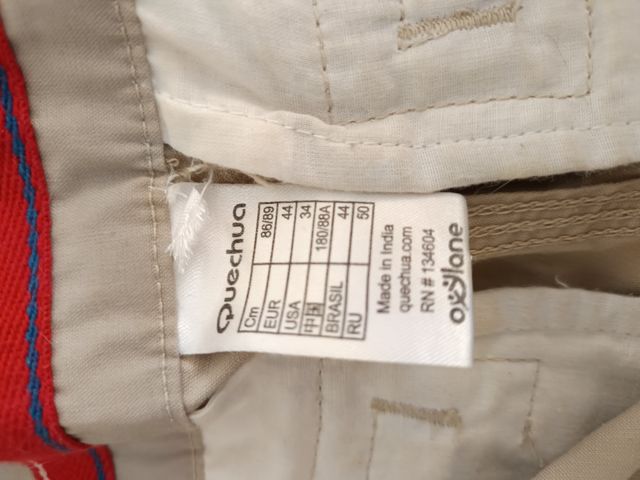 Quechua
Cm 86/89
EUR 44
USA 34
中国 180/88A
BRASIL 44
RU 50
Made in India
quechua.com
RN # 134604
oxylane